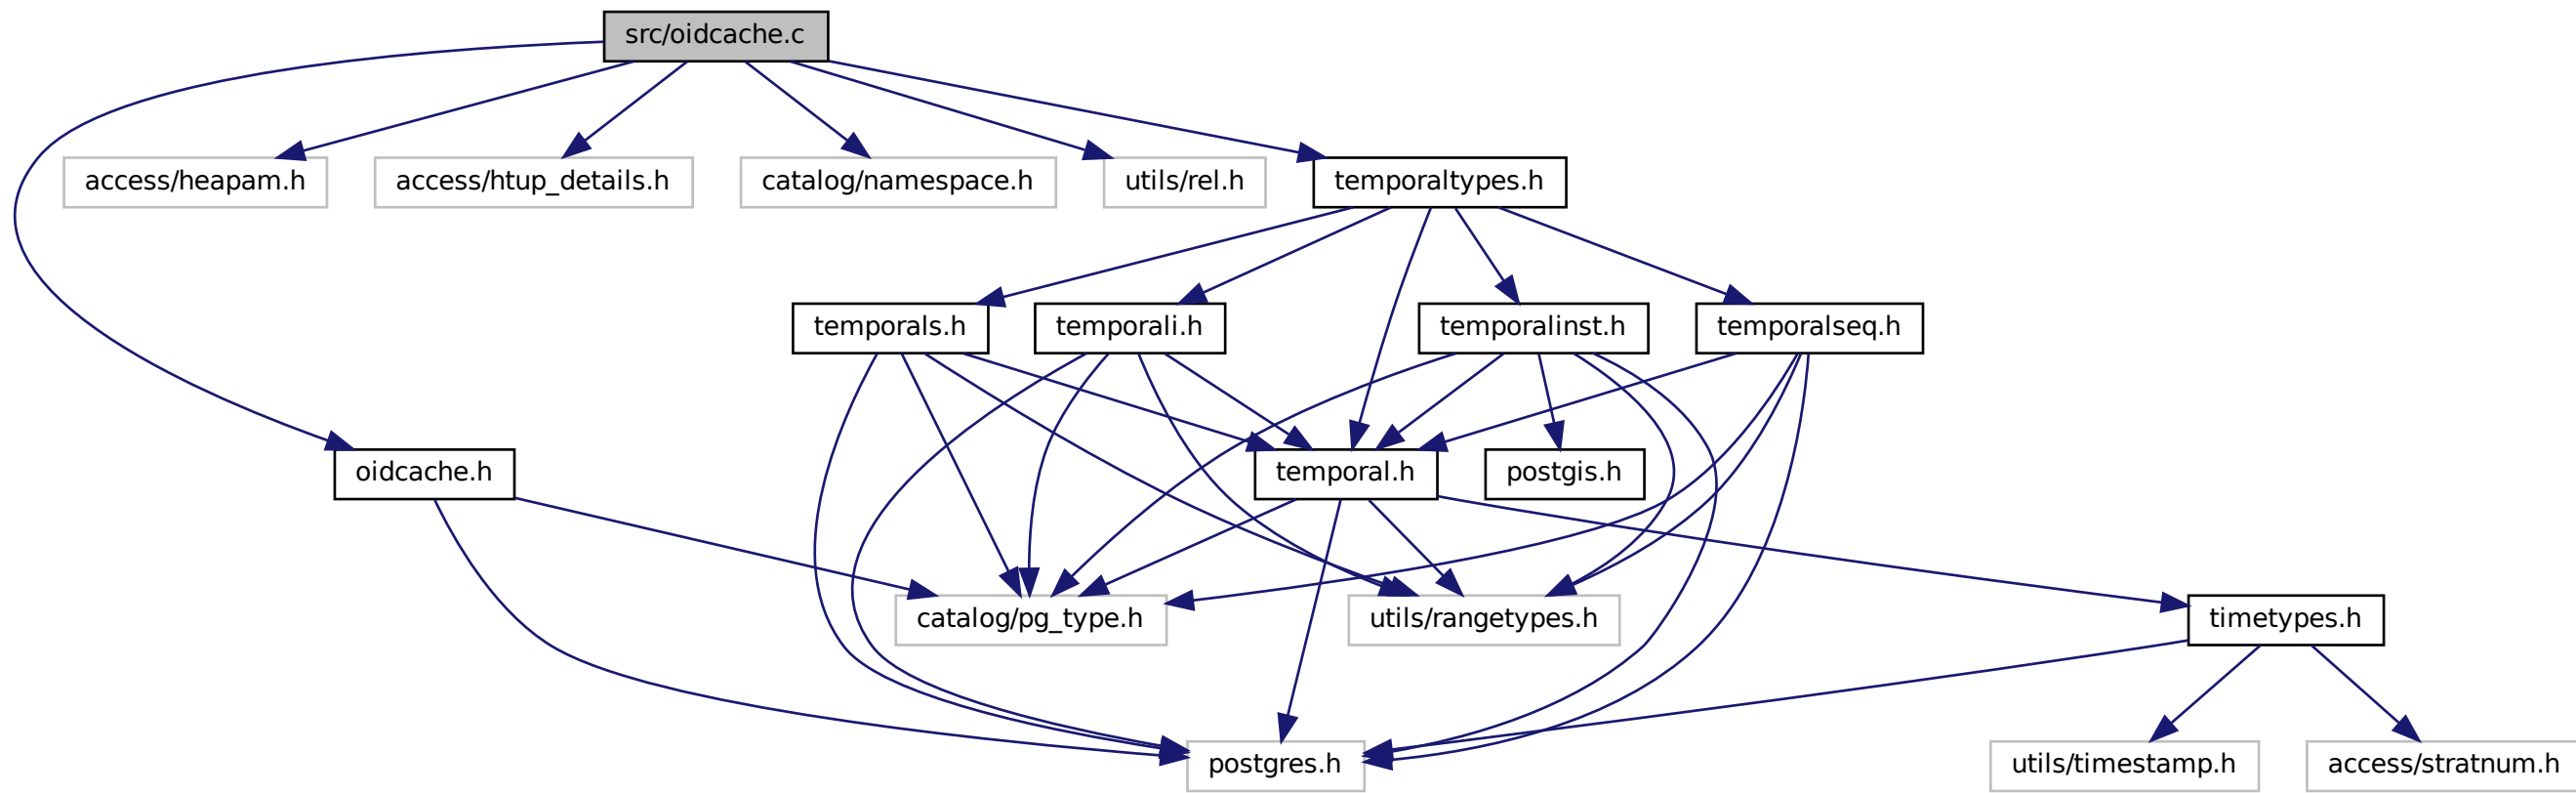 src/oidcache.c
access/heapam.h
access/htup_details.h
catalog/namespace.h
utils/rel.h
temporaltypes.h
temporals.h
temporali.h
temporalinst.h
temporalseq.h
oidcache.h
temporal.h
postgis.h
catalog/pg_type.h
utils/rangetypes.h
timetypes.h
postgres.h
utils/timestamp.h
access/stratnum.h